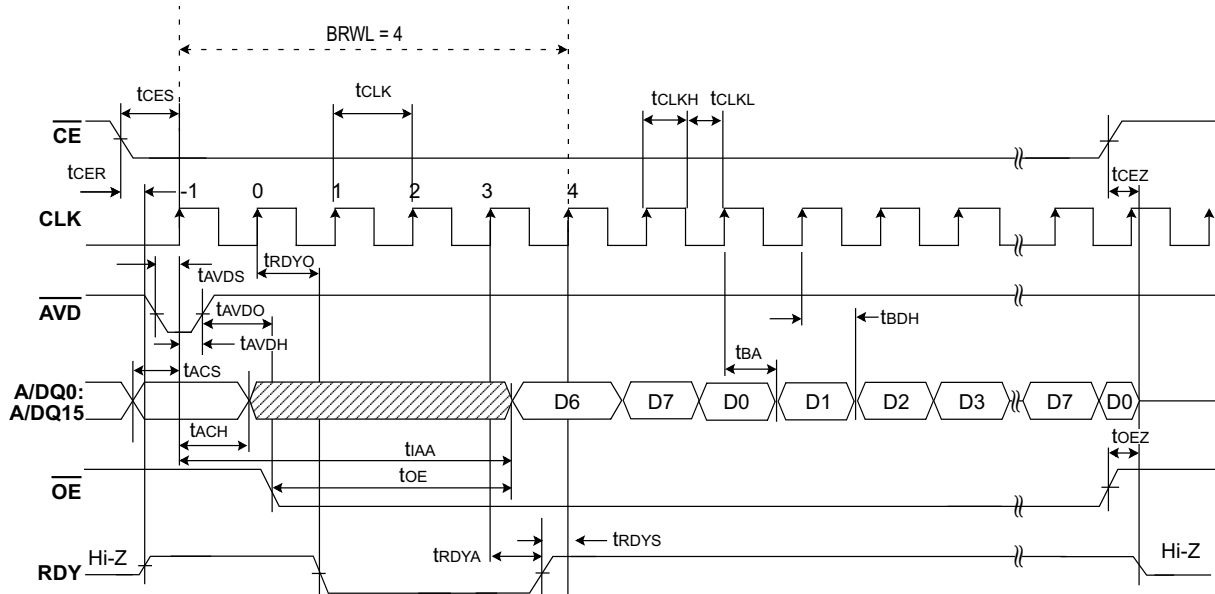 BRWL = 4
tCES
tCLK
tCLKH
tCLKL
CE
tCER
tCEZ
-1
0
1
2
3
4
CLK
tAVDS
tRDYO
AVD
tAVDO
tBDH
tAVDH
tACS
tBA
A/DQ0:
A/DQ15
D6
D7
D0
D1
D2
D3
D7
D0
tACH
tIAA
tOEZ
OE
tOE
Hi-Z
tRDYA
tRDYS
Hi-Z
RDY